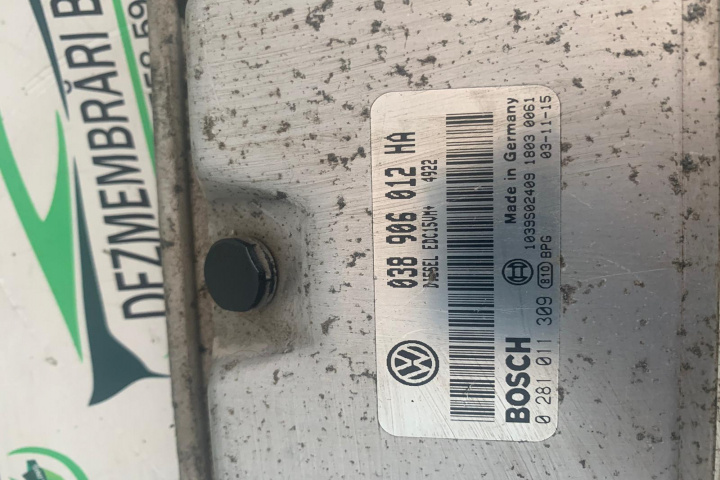 DEZMEMBRĂRI B
038 906 012 HA
DIESEL EDC15VM+ 4922
BOSCH
0 281 011 309
Made in Germany
1039S02409 1803 0061
810 BPG 03-11-15